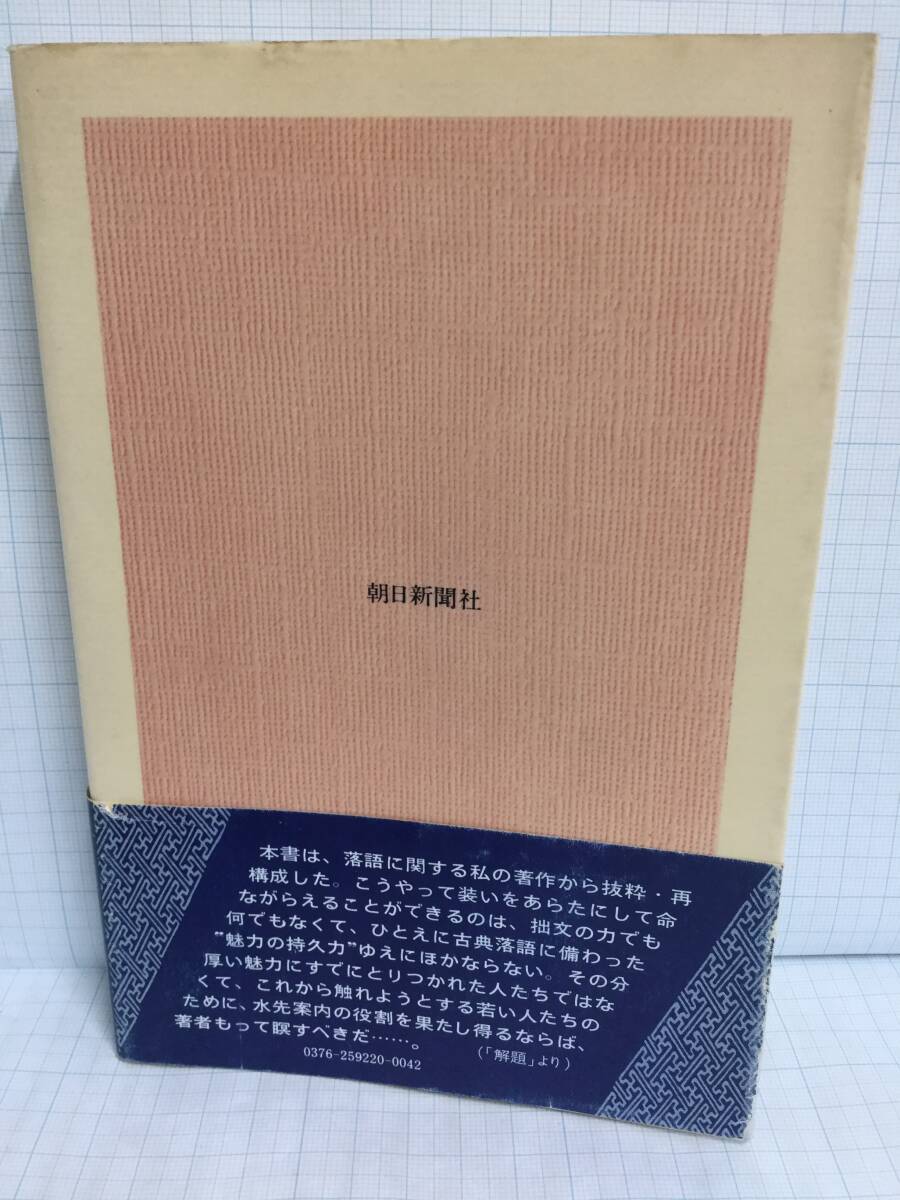 朝日新聞社
本書は、落語に関する私の著作から抜粋・再
構成した。こうやって装いをあらたにして命
ながらえることができるのは、拙文の力でも
何でもなくて、ひとえに古典落語に備わった
"魅力の持久力"ゆえにほかならない。その分
厚い魅力にすでにとりつかれた人たちではな
くて、これから触れようとする若い人たちの
ために、水先案内の役割を果たし得るならば、
著者もって瞑すべきだ……。　(「解題」より)
0376-259220-0042